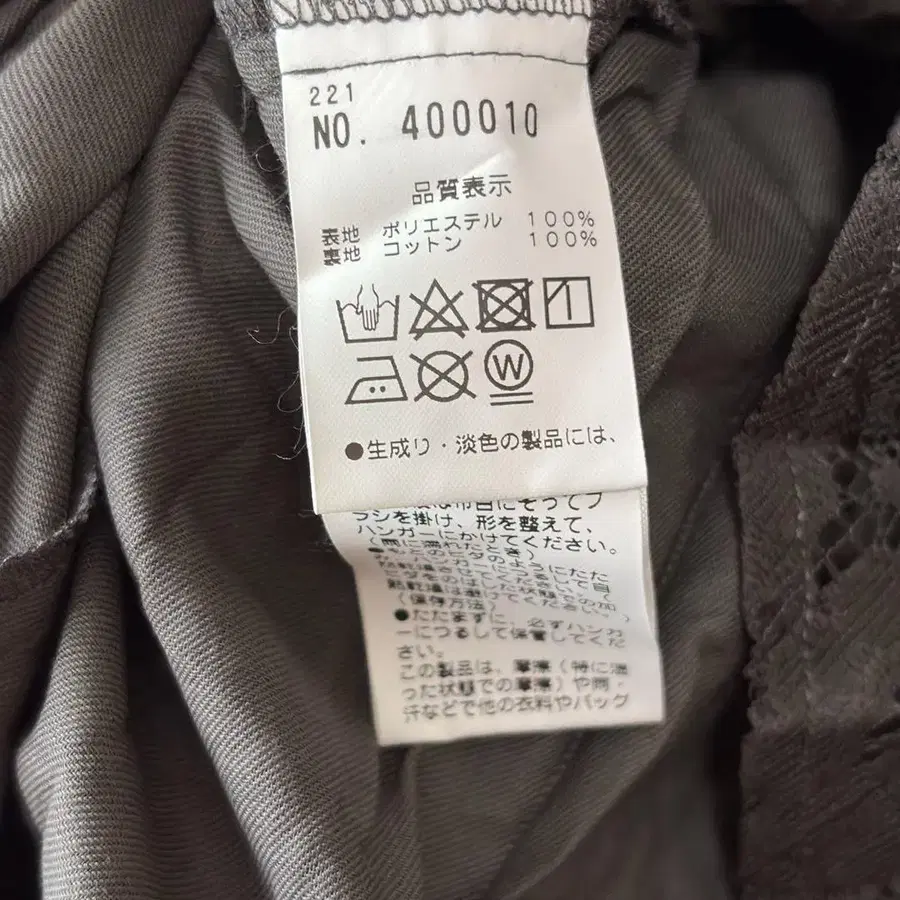 221
NO. 400010
品質表示
表地 ポリエステル 100%
裏地 コットン 100%
W
●生成り・淡色の製品には、
シを掛け、形を整えて、
ハンガーにかけてください。
(保存方法)
●たたまずに、必ずハンガ
ーにつるして保管してくだ
さい。
この製品は、摩擦(特に湿
った状態での摩擦)や雨・
汗などで他の衣料やバッグ